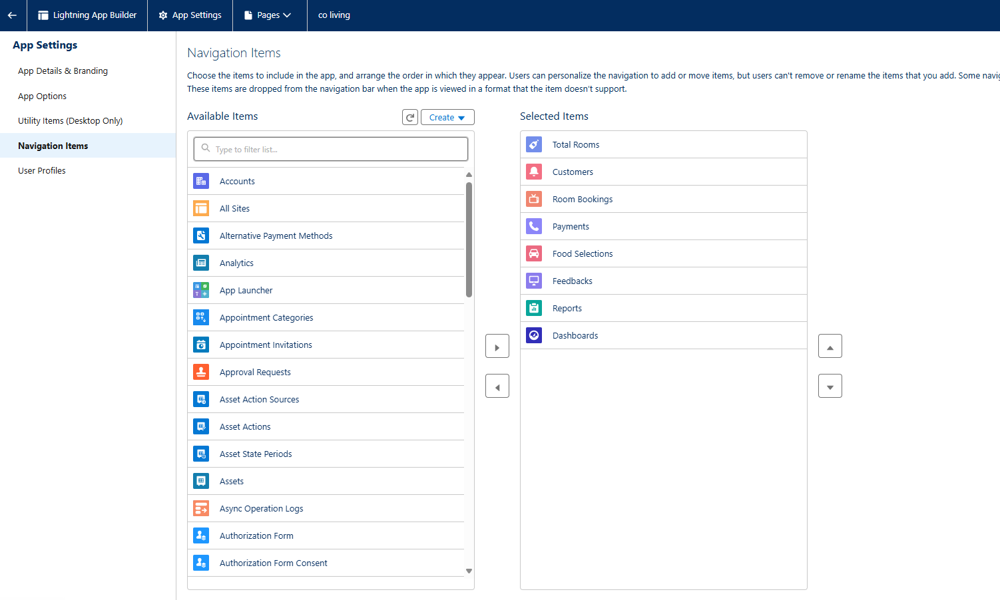 Lightning App Builder
App Settings
Pages
co living
App Settings
App Details & Branding
App Options
Utility Items (Desktop Only)
Navigation Items
User Profiles
Navigation Items
Choose the items to include in the app, and arrange the order in which they appear. Users can personalize the navigation to add or move items, but users can't remove or rename the items that you add. Some
These items are dropped from the navigation bar when the app is viewed in a format that the item doesn't support.
Available Items
Create
Type to filter list...
Accounts
All Sites
Alternative Payment Methods
Analytics
App Launcher
Appointment Categories
Appointment Invitations
Approval Requests
Asset Action Sources
Asset Actions
Asset State Periods
Assets
Async Operation Logs
Authorization Form
Authorization Form Consent
Selected Items
Total Rooms
Customers
Room Bookings
Payments
Food Selections
Feedbacks
Reports
Dashboards